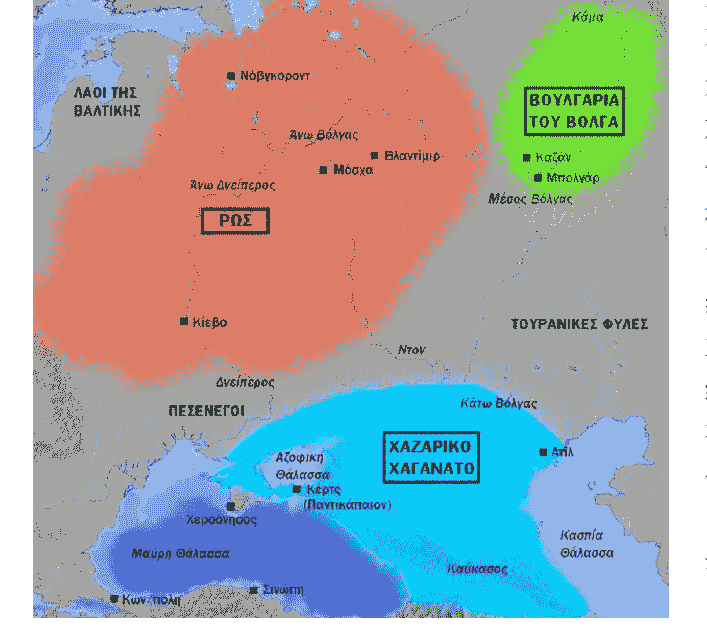 Κάμα
Νόβγκοροντ
ΛΑΟΙ ΤΗΣ
ΒΑΛΤΙΚΗΣ
ΒΟΥΛΓΑΡΙΑ
ΤΟΥ ΒΟΛΓΑ
Άνω Βόλγας
Βλαντίμιρ
Καζάν
Μόσχα
Μπολγάρ
Άνω Δνείπερος
Μέσος Βόλγας
ΡΩΣ
Κίεβο
ΤΟΥΡΑΝΙΚΕΣ ΦΥΛΕΣ
Ντον
Δνείπερος
ΠΕΣΕΝΕΓΟΙ
Κάτω Βόλγας
ΧΑΖΑΡΙΚΟ
ΧΑΓΑΝΑΤΟ
Ατίλ
Αζοφική
Θάλασσα
Κέρτς
(Παντικάπαιον)
Χερσόνησος
Κασπία
Θάλασσα
Μαύρη Θάλασσα
Καύκασος
Σινώπη
Κων/πολη